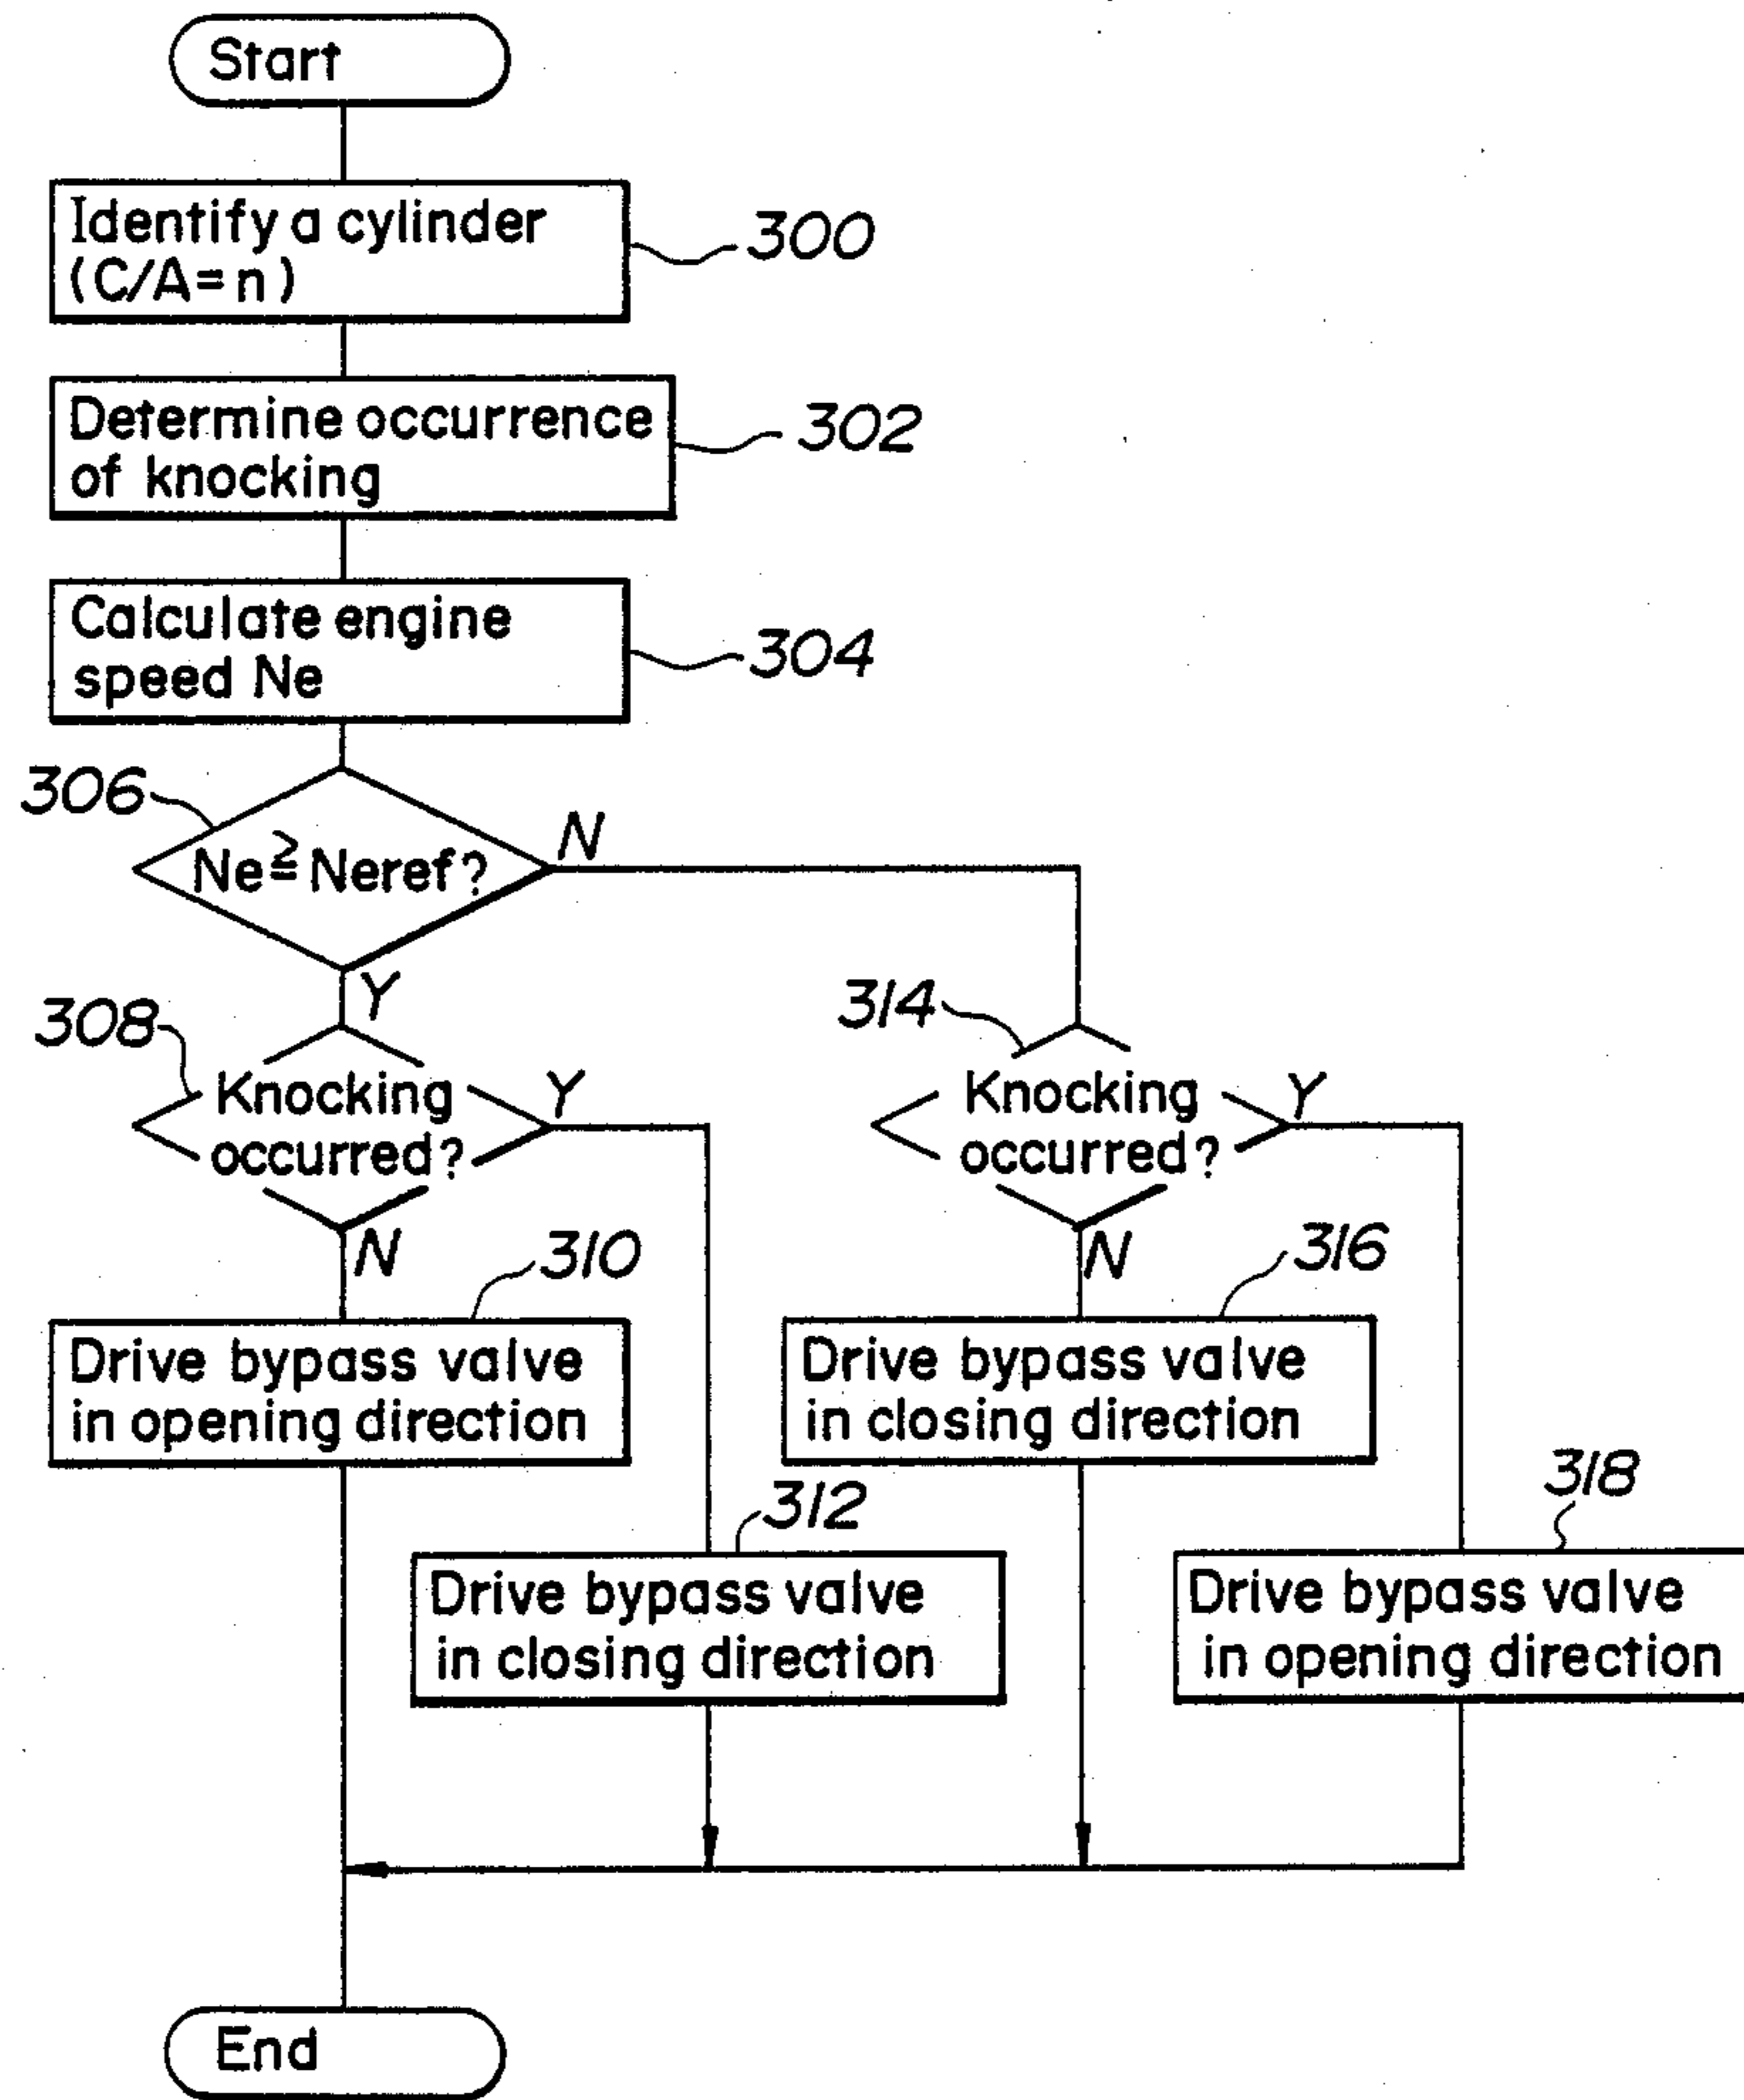 Start
Identify a cylinder
(C/A=n)
300
Determine occurrence
of knocking
302
Calculate engine
speed Ne
304
306
Ne≧Neref?
N
Y
308
Knocking
occurred?
Y
N
314
Knocking
occurred?
Y
N
310
Drive bypass valve
in opening direction
316
Drive bypass valve
in closing direction
312
Drive bypass valve
in closing direction
318
Drive bypass valve
in opening direction
End